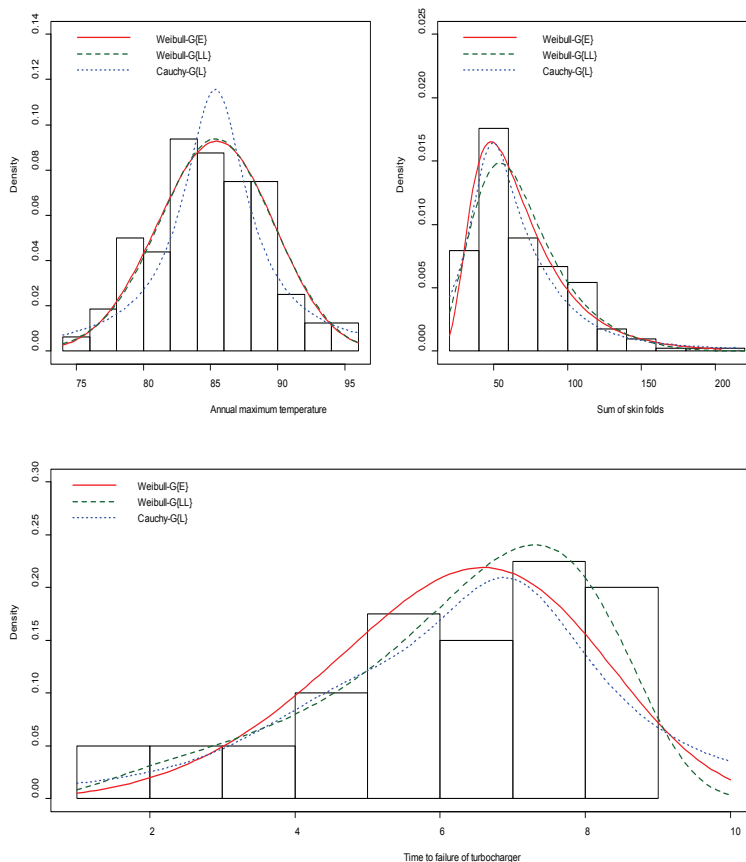 0.14
0.12
0.10
0.08
0.06
0.04
0.02
0.00
Density
Weibull-G{E}
Weibull-G{LL}
Cauchy-G{L}
75 80 85 90 95
Annual maximum temperature
0.025
0.020
0.015
0.010
0.005
0.000
Density
Weibull-G{E}
Weibull-G{LL}
Cauchy-G{L}
50 100 150 200
Sum of skin folds
0.30
0.25
0.20
0.15
0.10
0.05
0.00
Density
Weibull-G{E}
Weibull-G{LL}
Cauchy-G{L}
2 4 6 8 10
Time to failure of turbocharger